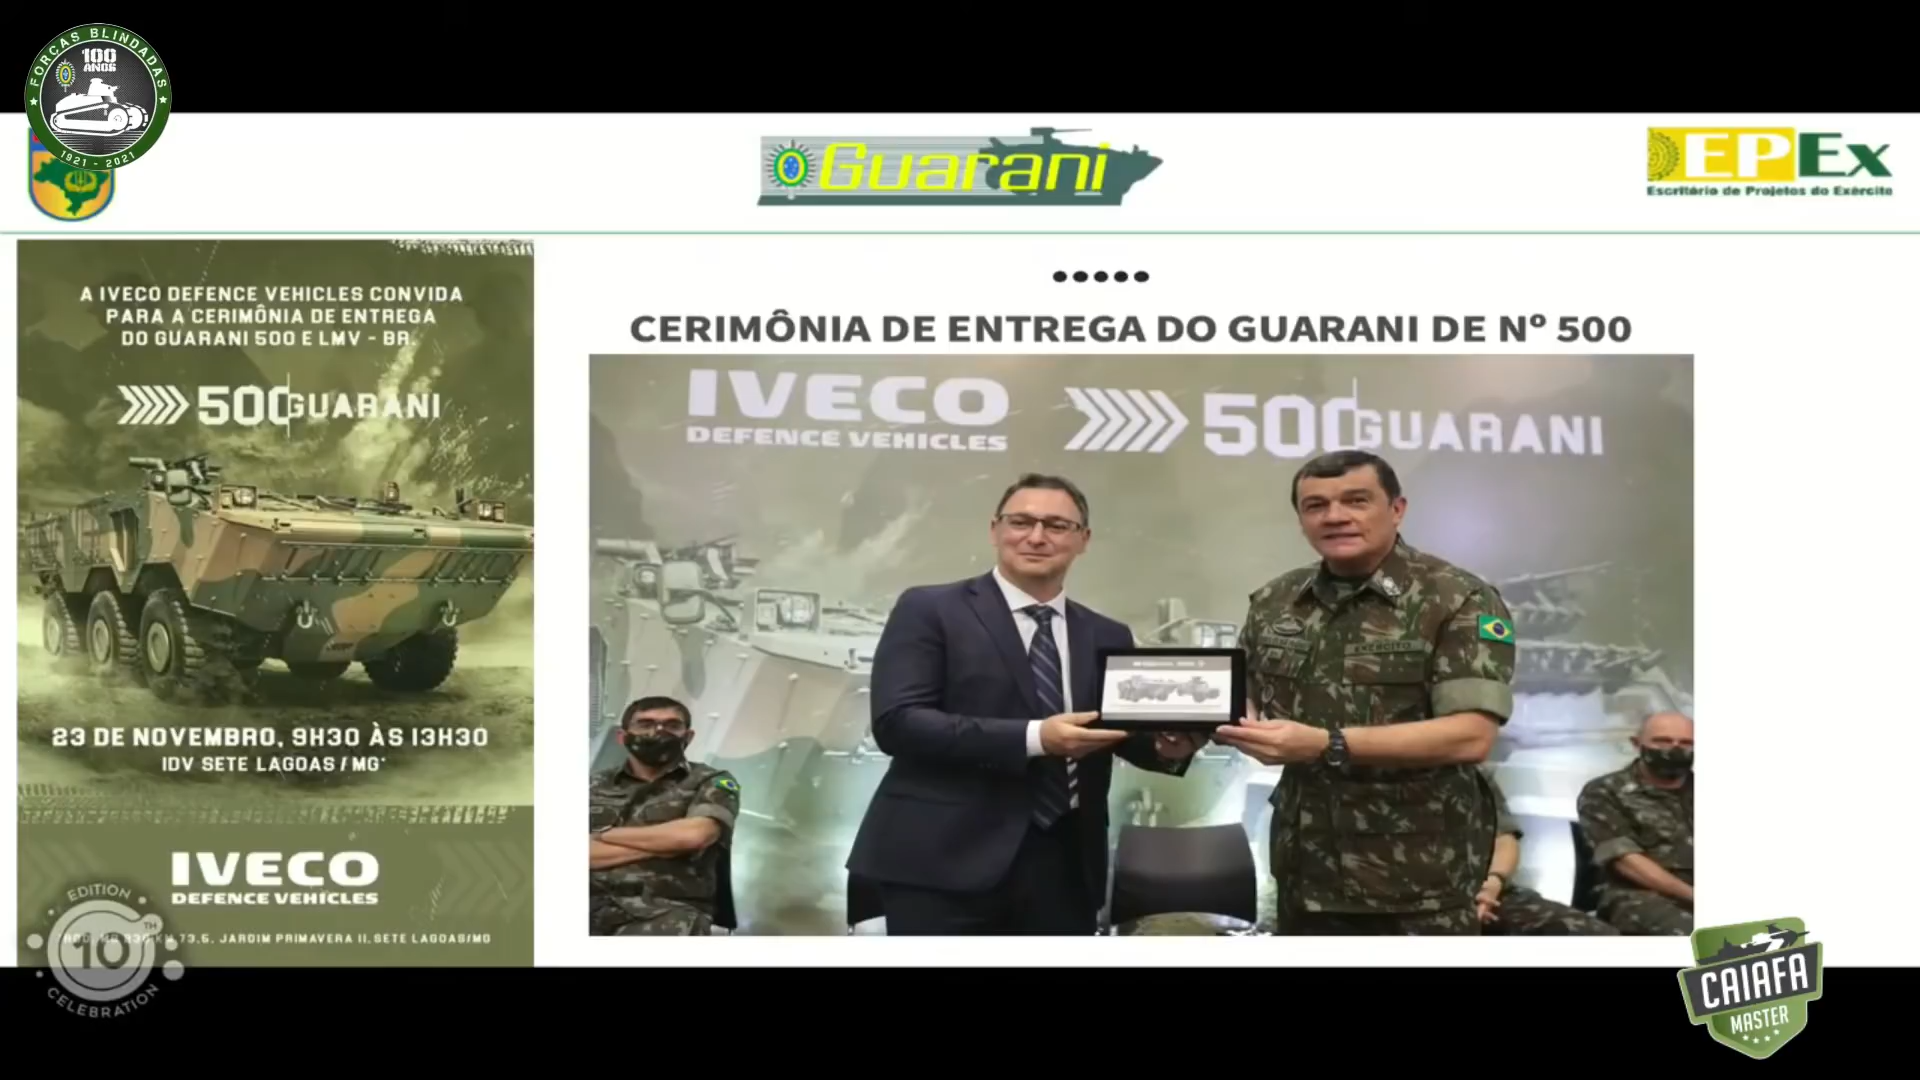 FORÇAS BLINDADAS
100
ANOS
1921 - 2021
Guarani
EPEx
Escritório de Projetos do Exército
A IVECO DEFENCE VEHICLES CONVIDA
PARA A CERIMÔNIA DE ENTREGA
DO GUARANI 500 E LMV - BR.
500 GUARANI
23 DE NOVEMBRO, 9H30 ÀS 13H30
IDV SETE LAGOAS / MG*
IVECO
DEFENCE VEHICLES
KM 73,5, JARDIM PRIMAVERA II, SETE LAGOAS/MG
EDITION
10TH
CELEBRATION
•••••
CERIMÔNIA DE ENTREGA DO GUARANI DE Nº 500
IVECO
DEFENCE VEHICLES
500 GUARANI
EXÉRCITO
CAIAFA
MASTER